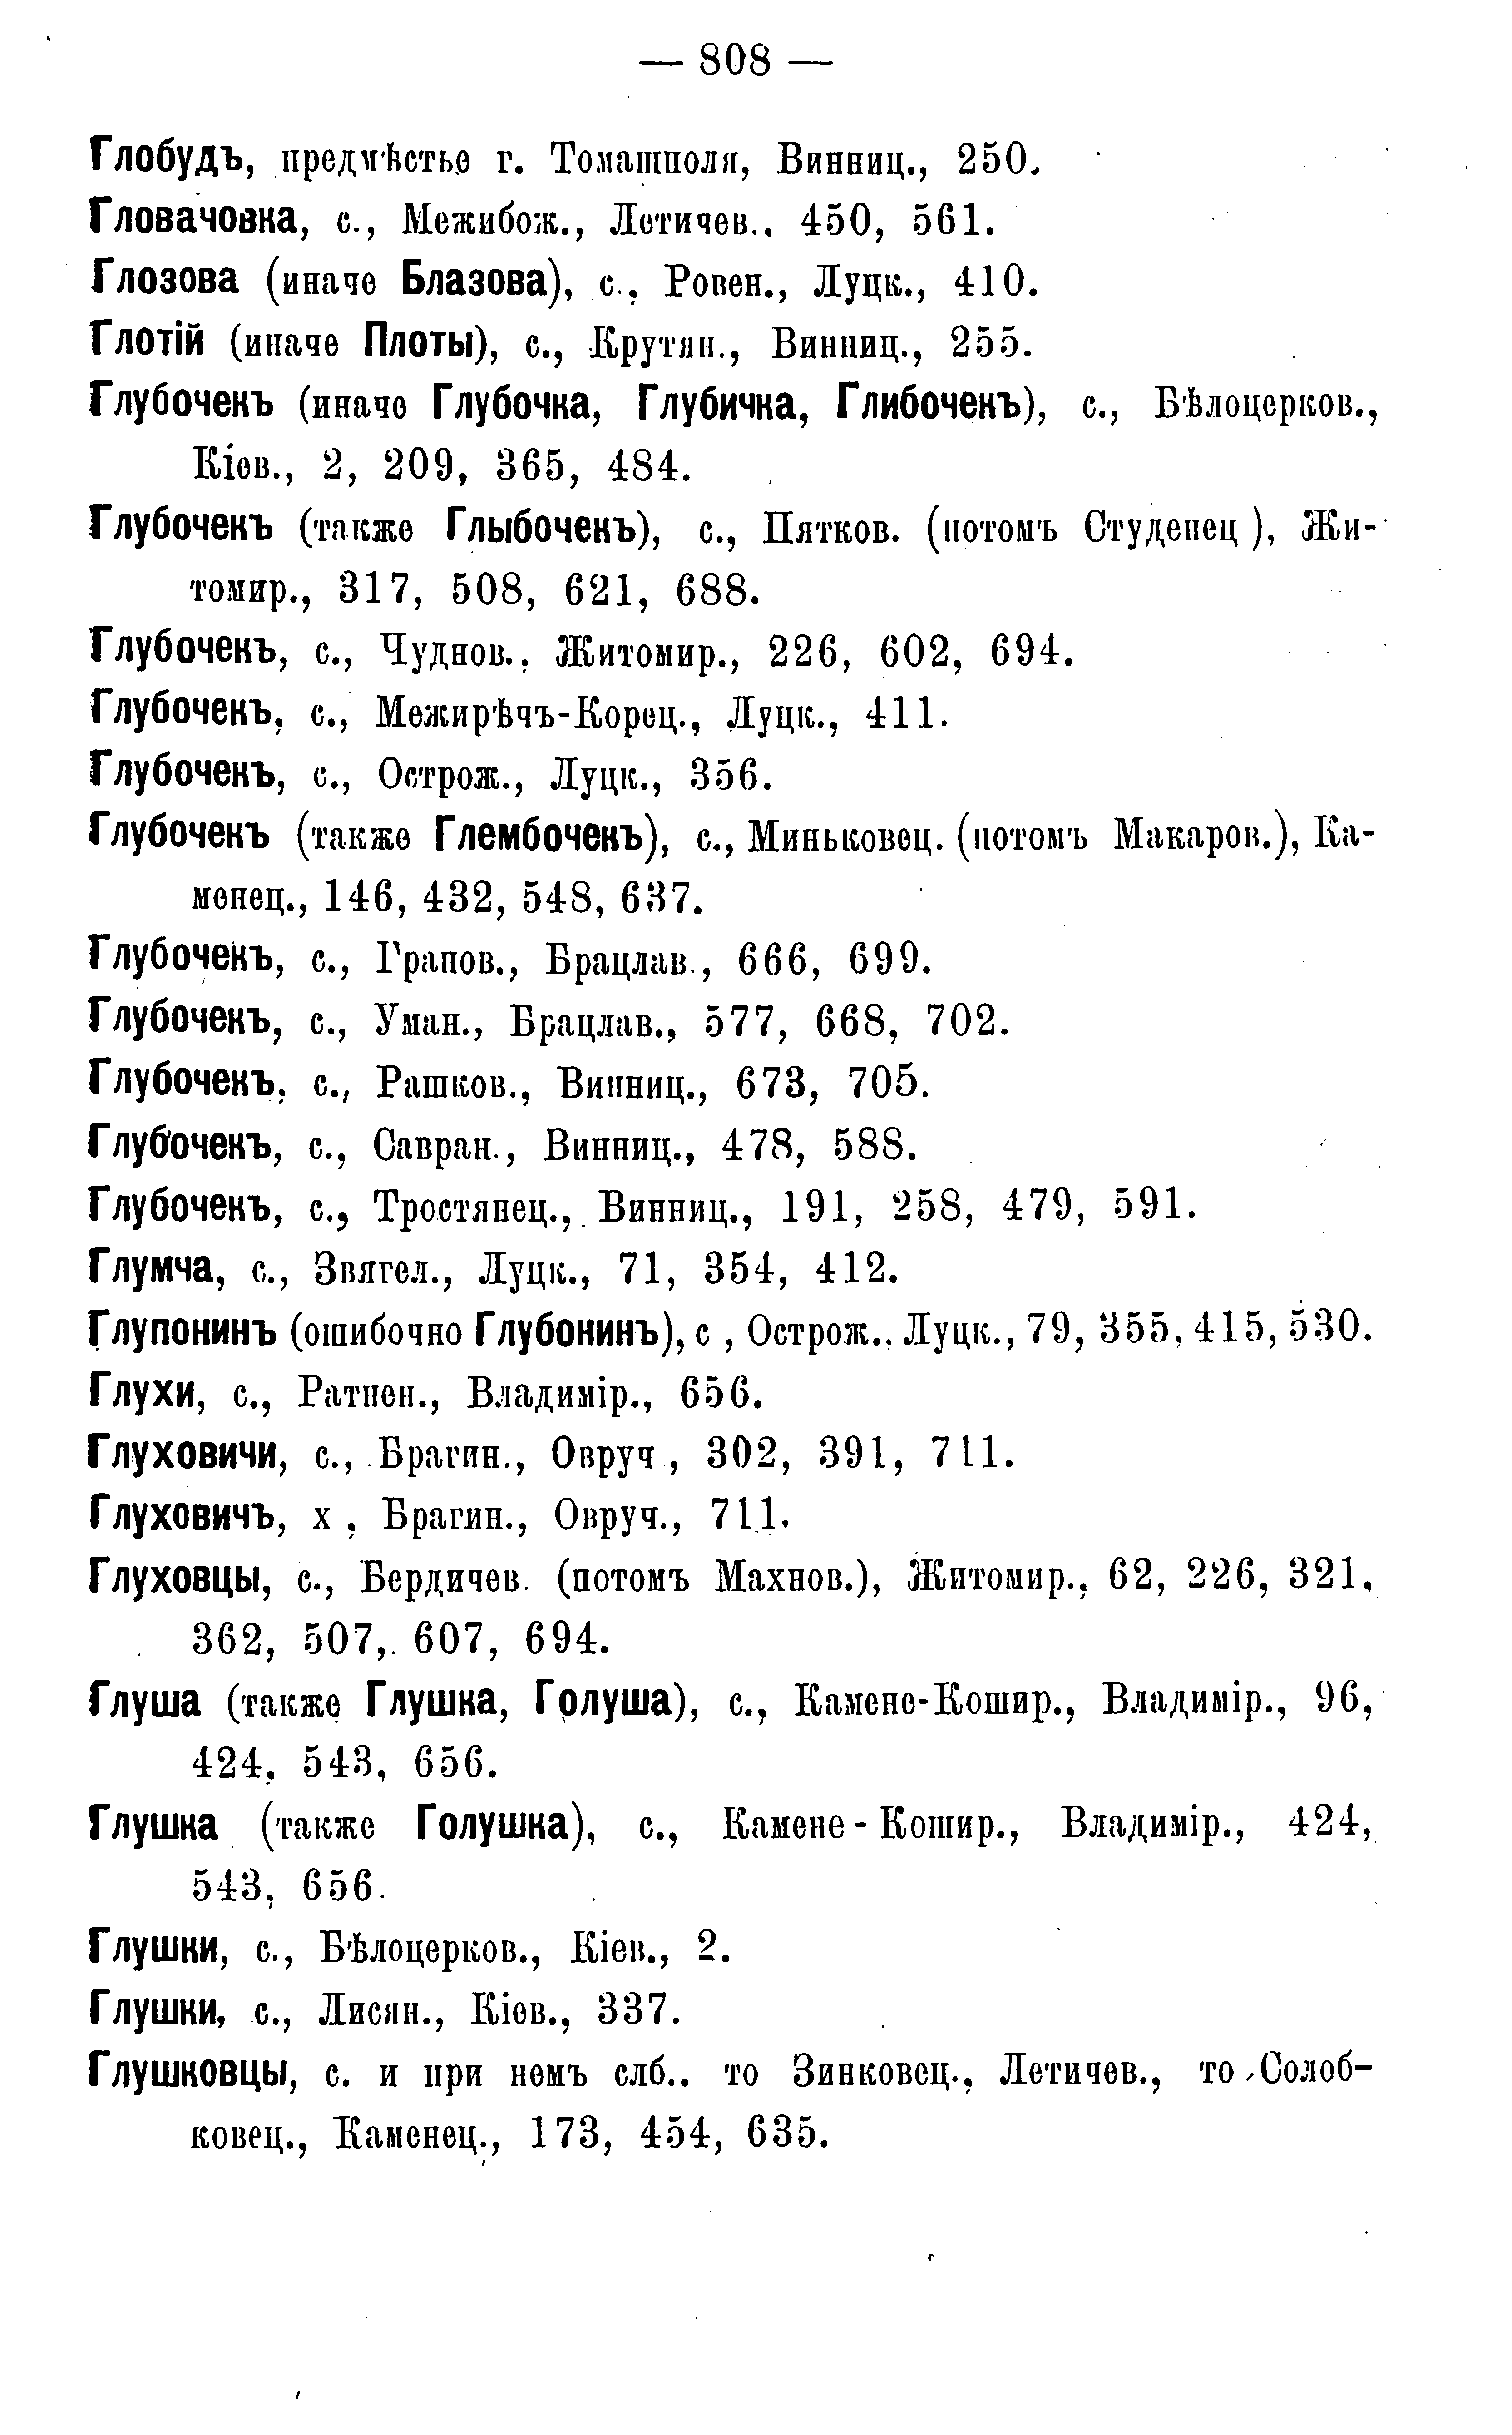 — 808 —
Глобудъ, предмѣстье г. Томашполя, Винниц., 250.
Гловачовка, с., Межибож., Летичев., 450, 561.
Глозова (иначе Блазова), с., Ровен., Луцк., 410.
Глотій (иначе Плоты), с., Крутян., Винниц., 255.
Глубочекъ (иначе Глубочка, Глубичка, Глибочекъ), с., Бѣлоцерков.,
Кіев., 2, 209, 365, 484.
Глубочекъ (также Глыбочекъ), с., Пятков. (потомъ Студенец ), Жи-
томир., 317, 508, 621, 688.
Глубочекъ, с., Чуднов., Житомир., 226, 602, 694.
Глубочекъ, с., Межирѣчъ-Корец., Луцк., 411.
Глубочекъ, с., Острож., Луцк., 356.
Глубочекъ (также Глембочекъ), с., Миньковец. (потомъ Макаров.), Ка-
менец., 146, 432, 548, 637.
Глубочекъ, с., Грапов., Брацлав., 666, 699.
Глубочекъ, с., Уман., Брацлав., 577, 668, 702.
Глубочекъ, с., Рашков., Винниц., 673, 705.
Глубочекъ, с., Савран., Винниц., 478, 588.
Глубочекъ, с., Тростянец., Винниц., 191, 258, 479, 591.
Глумча, с., Звягел., Луцк., 71, 354, 412.
Глупонинъ (ошибочно Глубонинъ), с , Острож., Луцк., 79, 355, 415, 530.
Глухи, с., Ратнен., Владимір., 656.
Глуховичи, с., Брагин., Овруч , 302, 391, 711.
Глуховичъ, х , Брагин., Овруч., 711.
Глуховцы, с., Бердичев. (потомъ Махнов.), Житомир., 62, 226, 321,
362, 507, 607, 694.
Глуша (также Глушка, Голуша), с., Камене-Кошир., Владимір., 96,
424, 543, 656.
Глушка (также Голушка), с., Камене - Кошир., Владимір., 424,
543, 656.
Глушки, с., Бѣлоцерков., Кіев., 2.
Глушки, с., Лисян., Кіев., 337.
Глушковцы, с. и при немъ слб.. то Зинковец., Летичев., то Солоб-
ковец., Каменец., 173, 454, 635.